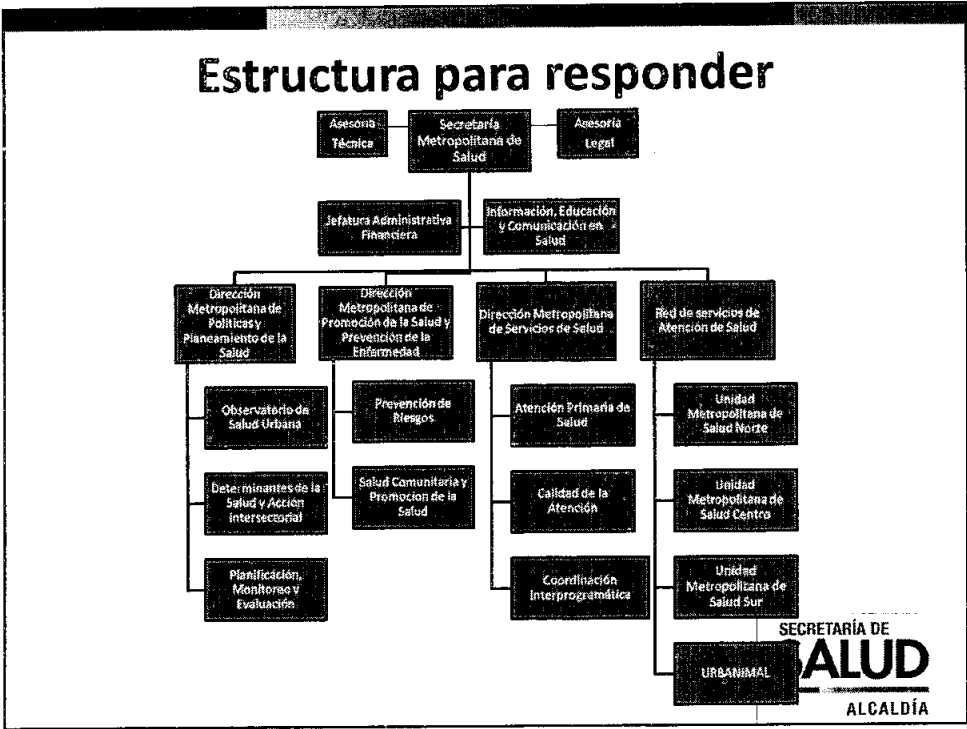 Estructura para responder
Asesoria
Técnica
Secretaría
Metropolitana de
Salud
Asesoría
Legal
Jefatura Administrativa
Financiera
Información, Educación
y Comunicación en
Salud
Dirección
Metropolitana de
Políticas y
Planeamiento de la
Salud
Dirección
Metropolitana de
Promoción de la Salud y
Prevención de la
Enfermedad
Dirección Metropolitana
de Servicios de Salud
Red de servicios de
Atención de Salud
Observatorio de
Salud Urbana
Determinantes de la
Salud y Acción
Intersectorial
Planificación,
Monitoreo y
Evaluación
Prevención de
Riesgos
Salud Comunitaria y
Promocion de la
Salud
Atención Primaria de
Salud
Calidad de la
Atención
Coordinación
Interprogramática
Unidad
Metropolitana de
Salud Norte
Unidad
Metropolitana de
Salud Centro
Unidad
Metropolitana de
Salud Sur
URBANIMAL
SECRETARÍA DE
SALUD
ALCALDÍA